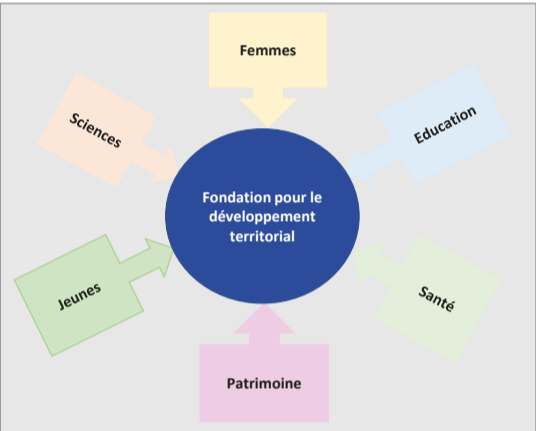 Femmes
Sciences
Education
Fondation pour le
développement
territorial
Jeunes
Santé
Patrimoine